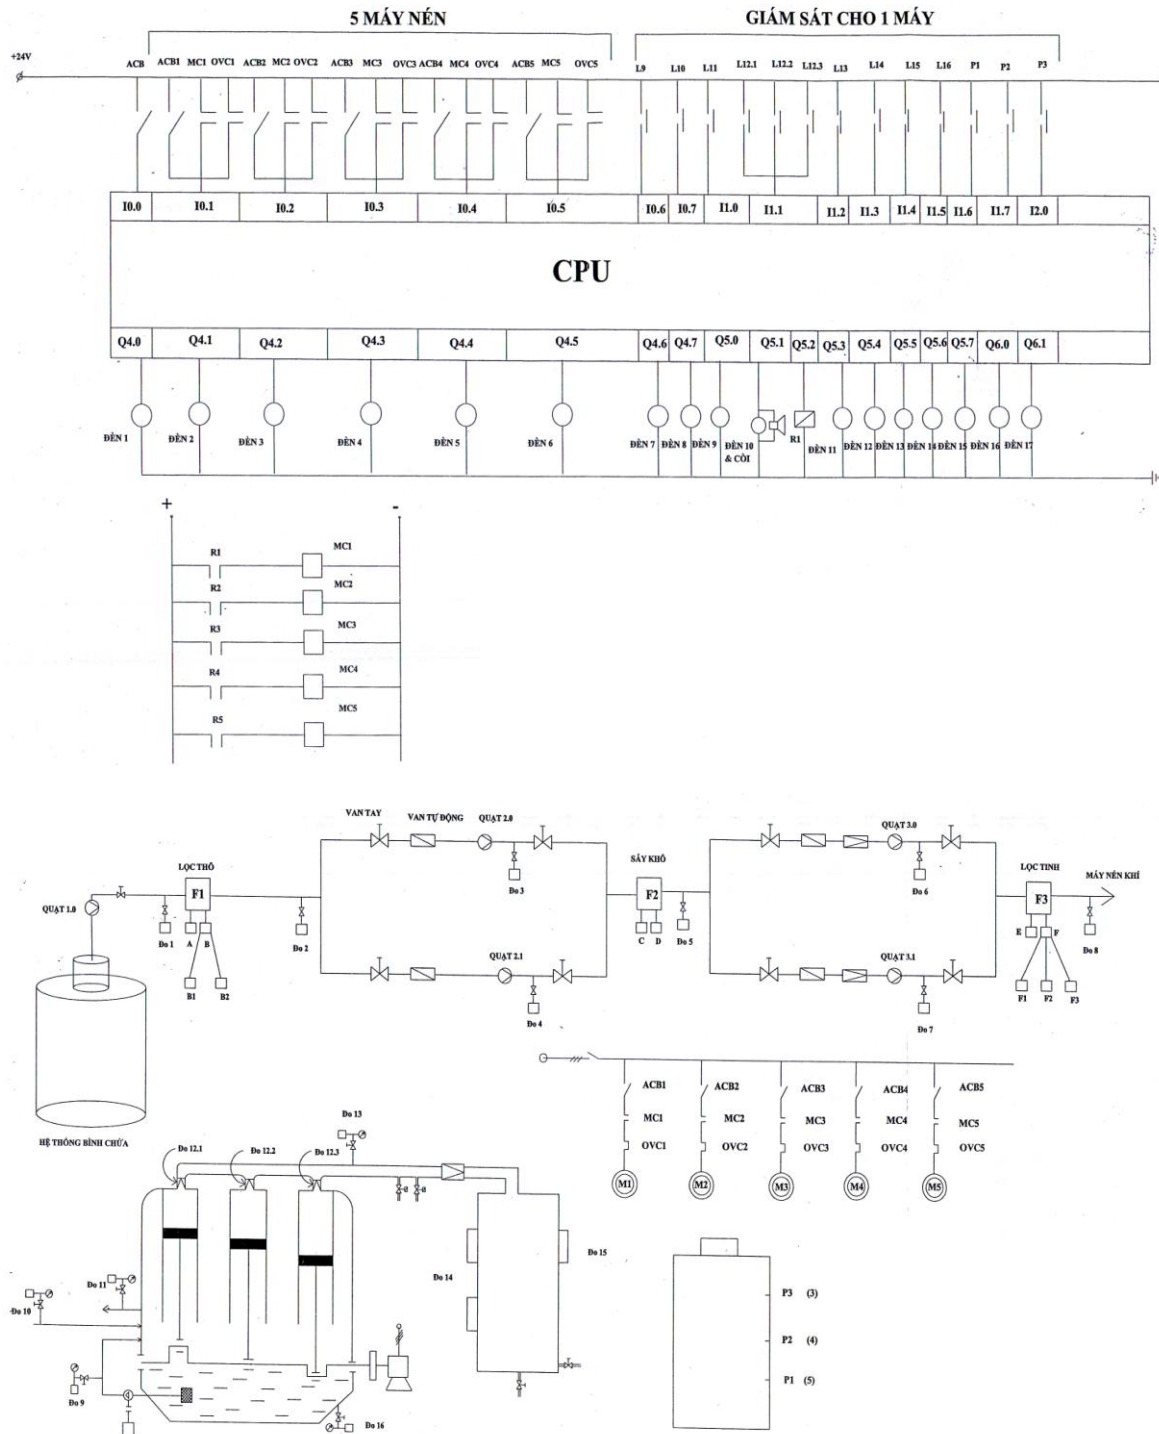 5 MÁY NÉN GIÁM SÁT CHO 1 MÁY
+24V ACB ACB1 MC1 OVC1 ACB2 MC2 OVC2 ACB3 MC3 OVC3 ACB4 MC4 OVC4 ACB5 MC5 OVC5 L9 L10 L11 L12.1 L12.2 L12.3 L13 L14 L15 L16 P1 P2 P3
I0.0 I0.1 I0.2 I0.3 I0.4 I0.5 I0.6 I0.7 I1.0 I1.1 I1.2 I1.3 I1.4 I1.5 I1.6 I1.7 I2.0
CPU
Q4.0 Q4.1 Q4.2 Q4.3 Q4.4 Q4.5 Q4.6 Q4.7 Q5.0 Q5.1 Q5.2 Q5.3 Q5.4 Q5.5 Q5.6 Q5.7 Q6.0 Q6.1
ĐÈN 1 ĐÈN 2 ĐÈN 3 ĐÈN 4 ĐÈN 5 ĐÈN 6 ĐÈN 7 ĐÈN 8 ĐÈN 9 ĐÈN 10 & CÒI R1 ĐÈN 11 ĐÈN 12 ĐÈN 13 ĐÈN 14 ĐÈN 15 ĐÈN 16 ĐÈN 17
+ -
R1 MC1
R2 MC2
R3 MC3
R4 MC4
R5 MC5
VAN TAY VAN TỰ ĐỘNG QUẠT 2.0 QUẠT 3.0
LỌC THÔ SẤY KHÔ LỌC TINH
F1 Đo 3 F2 Đo 6 F3 MÁY NÉN KHÍ
QUẠT 1.0
Đo 1 A B Đo 2 C D Đo 5 E F Đo 8
QUẠT 2.1 QUẠT 3.1
B1 B2 F1 F2 F3
Đo 4 Đo 7
ACB1 ACB2 ACB3 ACB4 ACB5
MC1 MC2 MC3 MC4 MC5
OVC1 OVC2 OVC3 OVC4 OVC5
M1 M2 M3 M4 M5
HỆ THỐNG BÌNH CHỨA
Đo 13
Đo 12.1 Đo 12.2 Đo 12.3
Đo 15
Đo 14
Đo 11
Đo 10
P3 (3)
P2 (4)
P1 (5)
Đo 9
Đo 16